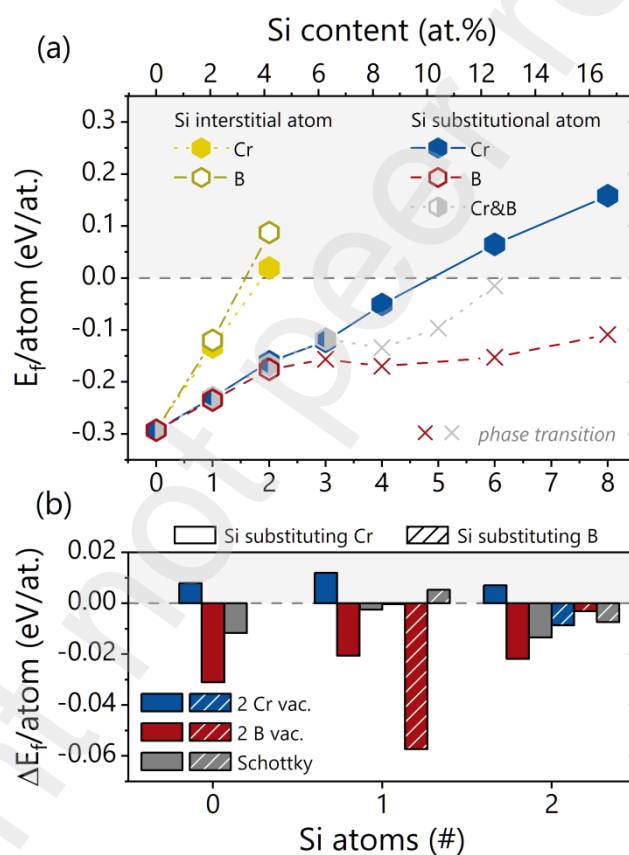 Si content (at.%)
(a)
0 2 4 6 8 10 12 14 16
0.3
0.2
0.1
0.0
-0.1
-0.2
-0.3
E_f/atom (eV/at.)
Si interstitial atom
Cr
B
Si substitutional atom
Cr
B
Cr&B
phase transition
0 1 2 3 4 5 6 7 8
(b)
Si substituting Cr
Si substituting B
0.02
0.00
-0.02
-0.04
-0.06
ΔE_f/atom (eV/at.)
2 Cr vac.
2 B vac.
Schottky
0 1 2
Si atoms (#)
not peer re